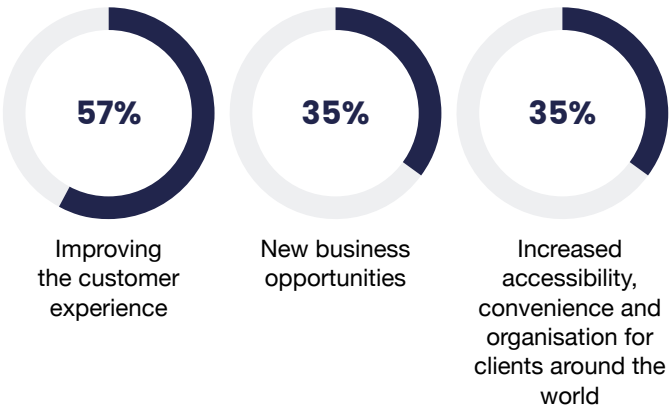 57%
35%
35%
Improving
the customer
experience
New business
opportunities
Increased
accessibility,
convenience and
organisation for
clients around the
world